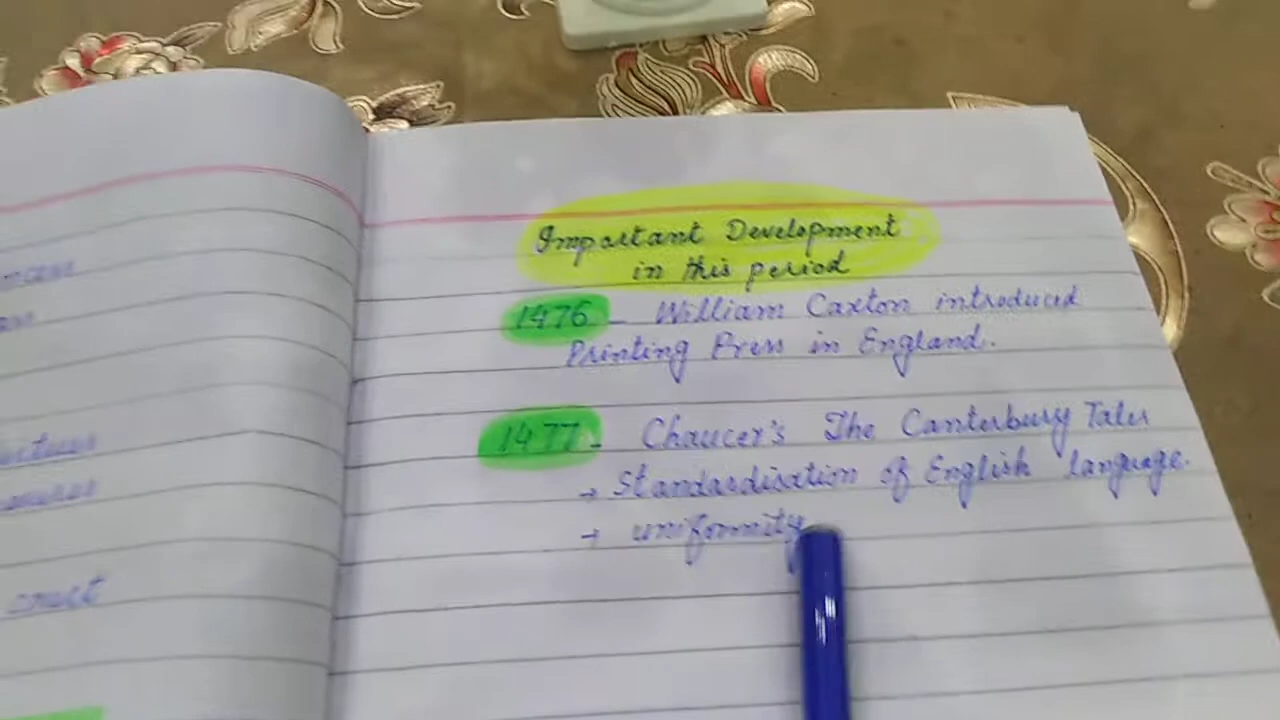 Important Development
in this period
1476 - William Caxton introduced
Printing Press in England.
1477 - Chaucer's The Canterbury Tales
→ Standardisation of English language.
→ uniformity
court